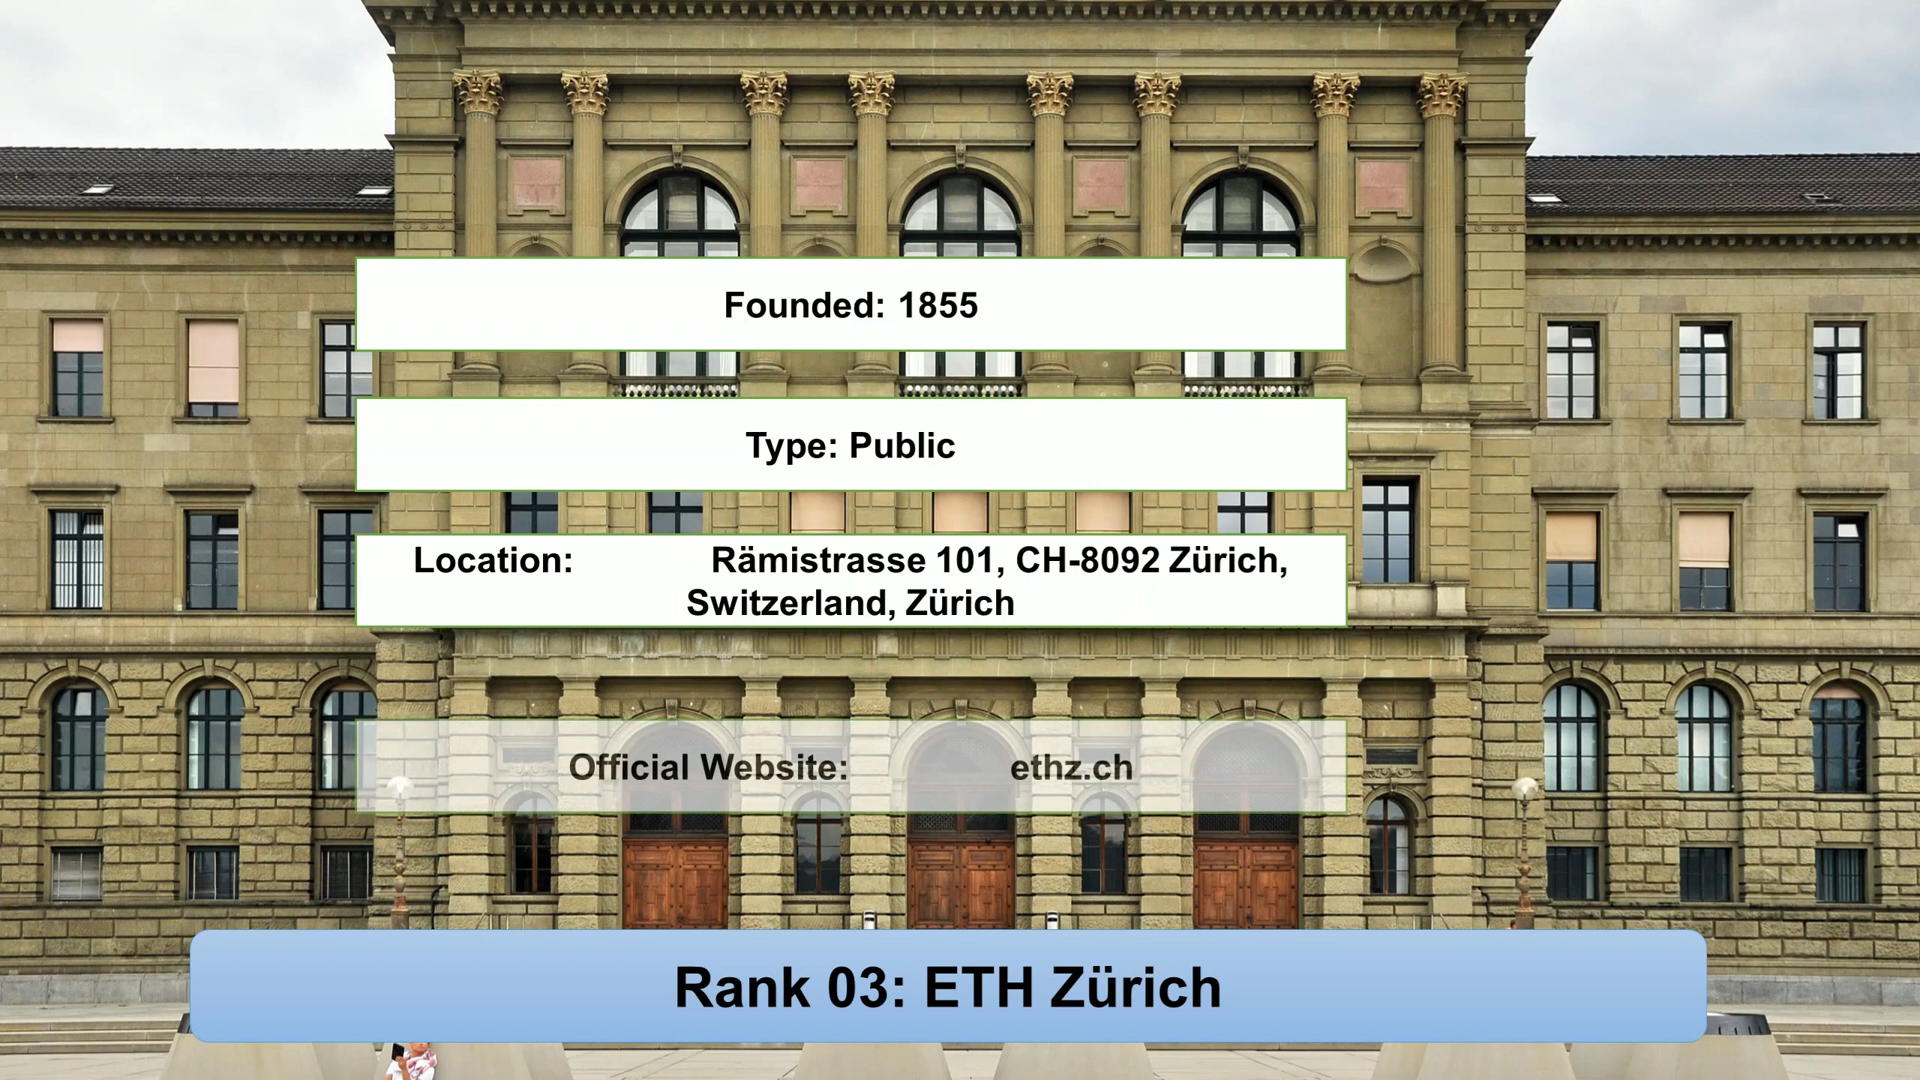 Founded: 1855
Type: Public
Location: Rämistrasse 101, CH-8092 Zürich,
Switzerland, Zürich
Official Website: ethz.ch
Rank 03: ETH Zürich